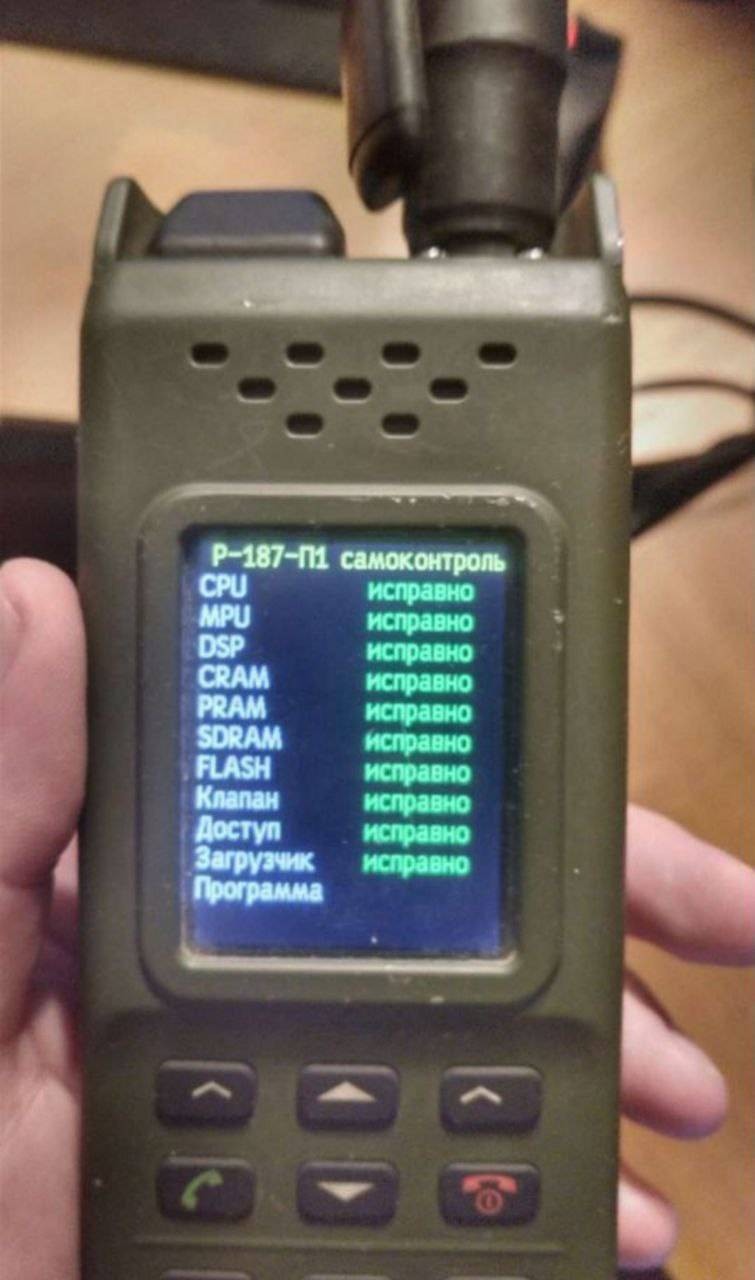 Р-187-П1 самоконтроль
CPU исправно
MPU исправно
DSP исправно
CRAM исправно
PRAM исправно
SDRAM исправно
FLASH исправно
Клапан исправно
Доступ исправно
Загрузчик исправно
Программа